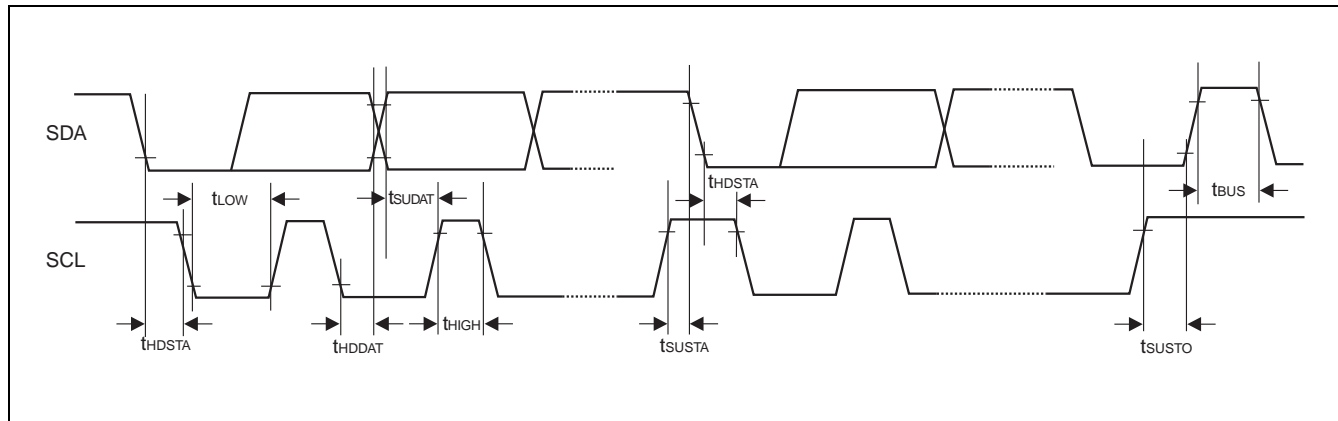 SDA
tHDSTA
tLOW
tSUDAT
tBUS
SCL
tHDSTA
tHDDAT
tHIGH
tSUSTA
tSUSTO